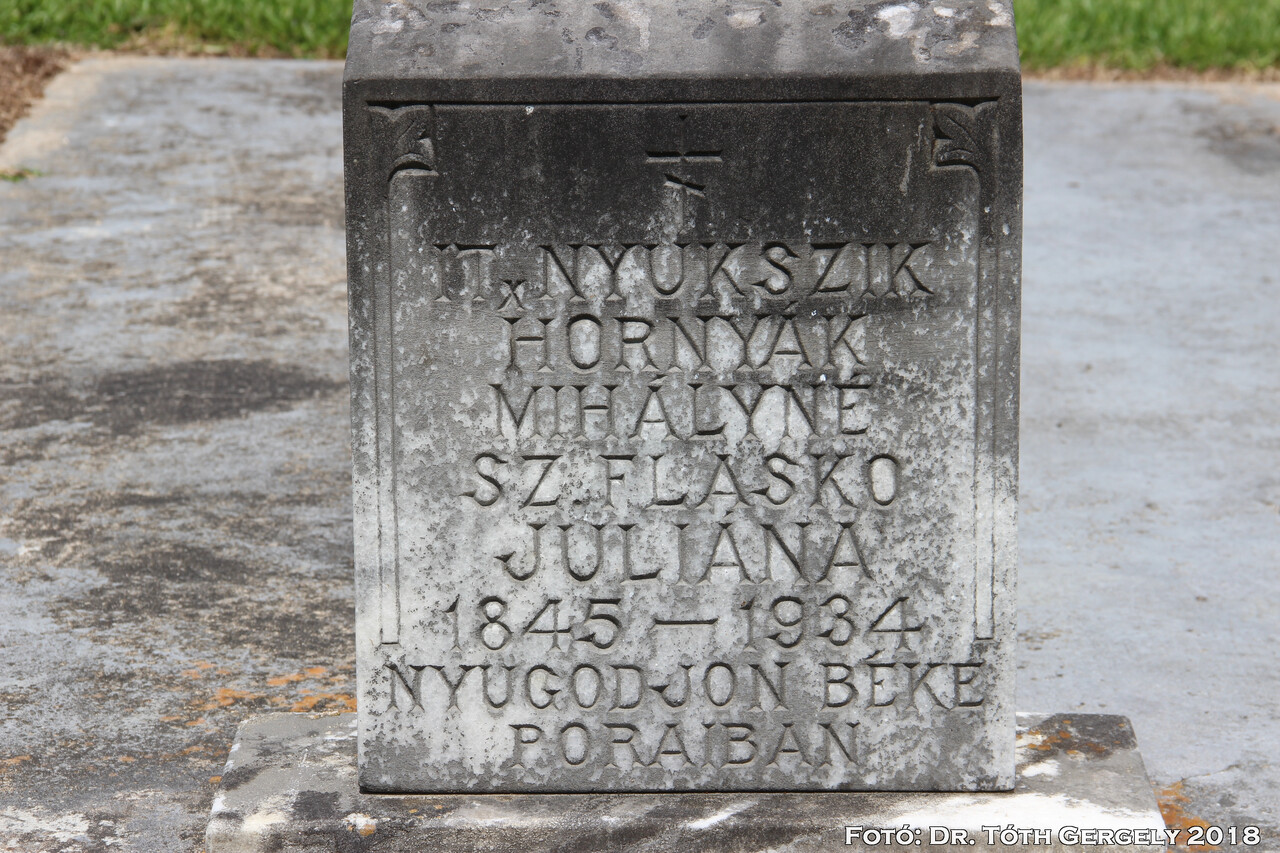 IT NYUKSZIK
HORNYÁK
MIHÁLYNÉ
SZ. FLASKO
JULIÁNA
1845 — 1934
NYUGODJON BÉKE
PORAIBAN
FOTÓ: DR. TÓTH GERGELY 2018